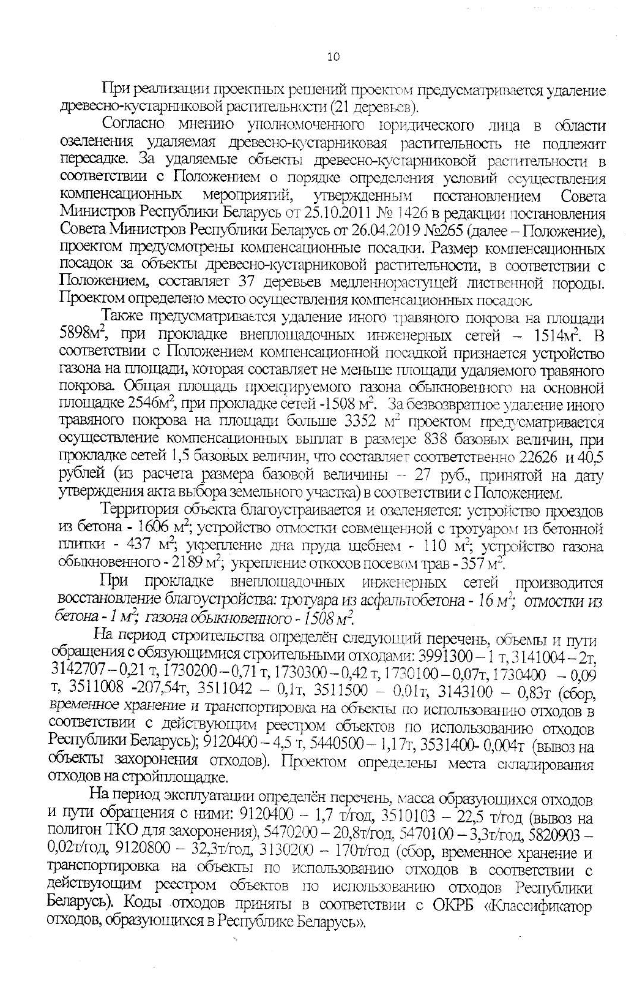 10
При реализации проектных решений проектом предусматривается удаление
древесно-кустарниковой растительности (21 деревьев).
Согласно мнению уполномоченного юридического лица в области
озеленения удаляемая древесно-кустарниковая растительность не подлежит
пересадке. За удаляемые объекты древесно-кустарниковой растительности в
соответствии с Положением о порядке определения условий осуществления
компенсационных мероприятий, утвержденным постановлением Совета
Министров Республики Беларусь от 25.10.2011 № 1426 в редакции постановления
Совета Министров Республики Беларусь от 26.04.2019 №265 (далее – Положение),
проектом предусмотрены компенсационные посадки. Размер компенсационных
посадок за объекты древесно-кустарниковой растительности, в соответствии с
Положением, составляет 37 деревьев медленнорастущей лиственной породы.
Проектом определено место осуществления компенсационных посадок.
Также предусматривается удаление иного травяного покрова на площади
5898м², при прокладке внеплощадочных инженерных сетей – 1514м². В
соответствии с Положением компенсационной посадкой признается устройство
газона на площади, которая составляет не меньше площади удаляемого травяного
покрова. Общая площадь проектируемого газона обыкновенного на основной
площадке 2546м², при прокладке сетей -1508 м². За безвозвратное удаление иного
травяного покрова на площади больше 3352 м² проектом предусматривается
осуществление компенсационных выплат в размере 838 базовых величин, при
прокладке сетей 1,5 базовых величин, что составляет соответственно 22626 и 40,5
рублей (из расчета размера базовой величины -- 27 руб., принятой на дату
утверждения акта выбора земельного участка) в соответствии с Положением.
Территория объекта благоустраивается и озеленяется: устройство проездов
из бетона - 1606 м²; устройство отмостки совмещенной с тротуаром из бетонной
плитки - 437 м²; укрепление дна пруда щебнем - 110 м²; устройство газона
обыкновенного - 2189 м²; укрепление откосов посевом трав - 357 м².
При прокладке внеплощадочных инженерных сетей производится
восстановление благоустройства: тротуара из асфальтобетона - 16 м²; отмостки из
бетона - 1 м²; газона обыкновенного - 1508 м².
На период строительства определён следующий перечень, объемы и пути
обращения с обязующимися строительными отходами: 3991300 – 1 т, 3141004 – 2т,
3142707 – 0,21 т, 1730200 – 0,71 т, 1730300 – 0,42 т, 1730100 – 0,07т, 1730400 – 0,09
т, 3511008 -207,54т, 3511042 – 0,1т, 3511500 – 0,01т, 3143100 – 0,83т (сбор,
временное хранение и транспортировка на объекты по использованию отходов в
соответствии с действующим реестром объектов по использованию отходов
Республики Беларусь); 9120400 – 4,5 т, 5440500 – 1,17т, 3531400- 0,004т (вывоз на
объекты захоронения отходов). Проектом определены места складирования
отходов на стройплощадке.
На период эксплуатации определён перечень, масса образующихся отходов
и пути обращения с ними: 9120400 – 1,7 т/год, 3510103 – 22,5 т/год (вывоз на
полигон ТКО для захоронения), 5470200 – 20,8т/год, 5470100 – 3,3т/год, 5820903 –
0,02т/год, 9120800 – 32,3т/год, 3130200 – 170т/год (сбор, временное хранение и
транспортировка на объекты по использованию отходов в соответствии с
действующим реестром объектов по использованию отходов Республики
Беларусь). Коды отходов приняты в соответствии с ОКРБ «Классификатор
отходов, образующихся в Республике Беларусь».